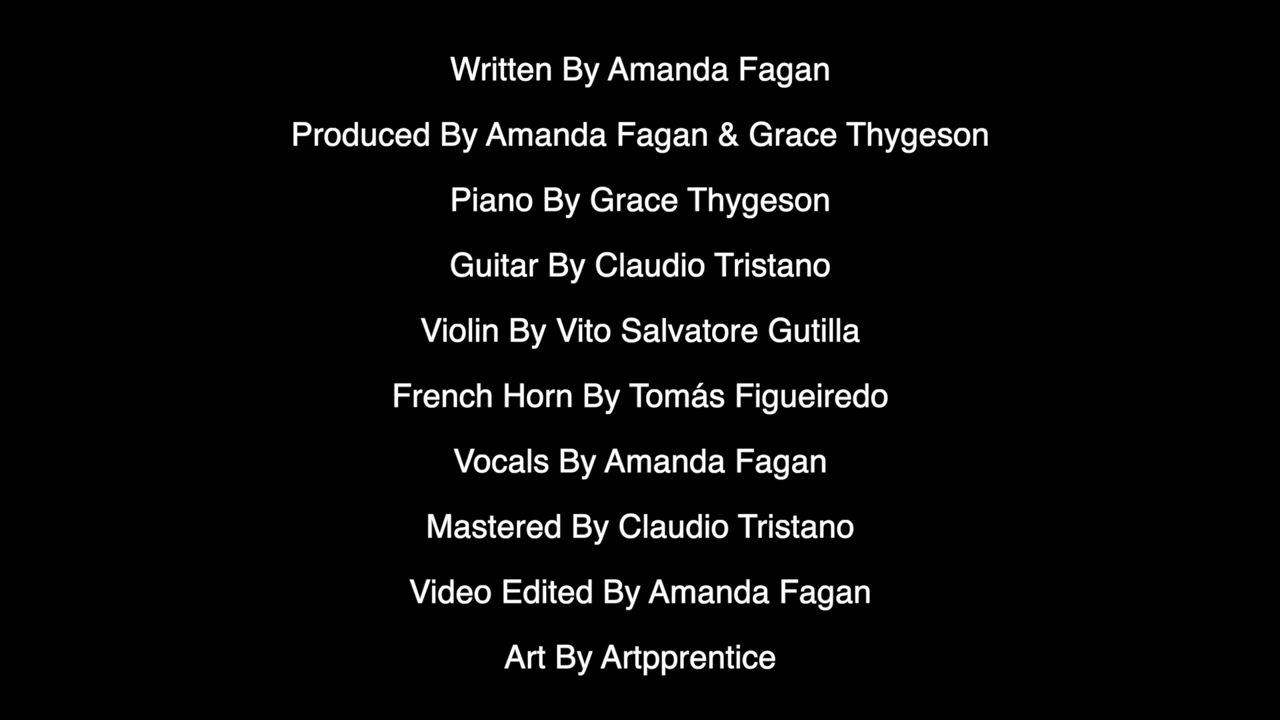 Written By Amanda Fagan
Produced By Amanda Fagan & Grace Thygeson
Piano By Grace Thygeson
Guitar By Claudio Tristano
Violin By Vito Salvatore Gutilla
French Horn By Tomás Figueiredo
Vocals By Amanda Fagan
Mastered By Claudio Tristano
Video Edited By Amanda Fagan
Art By Artpprentice